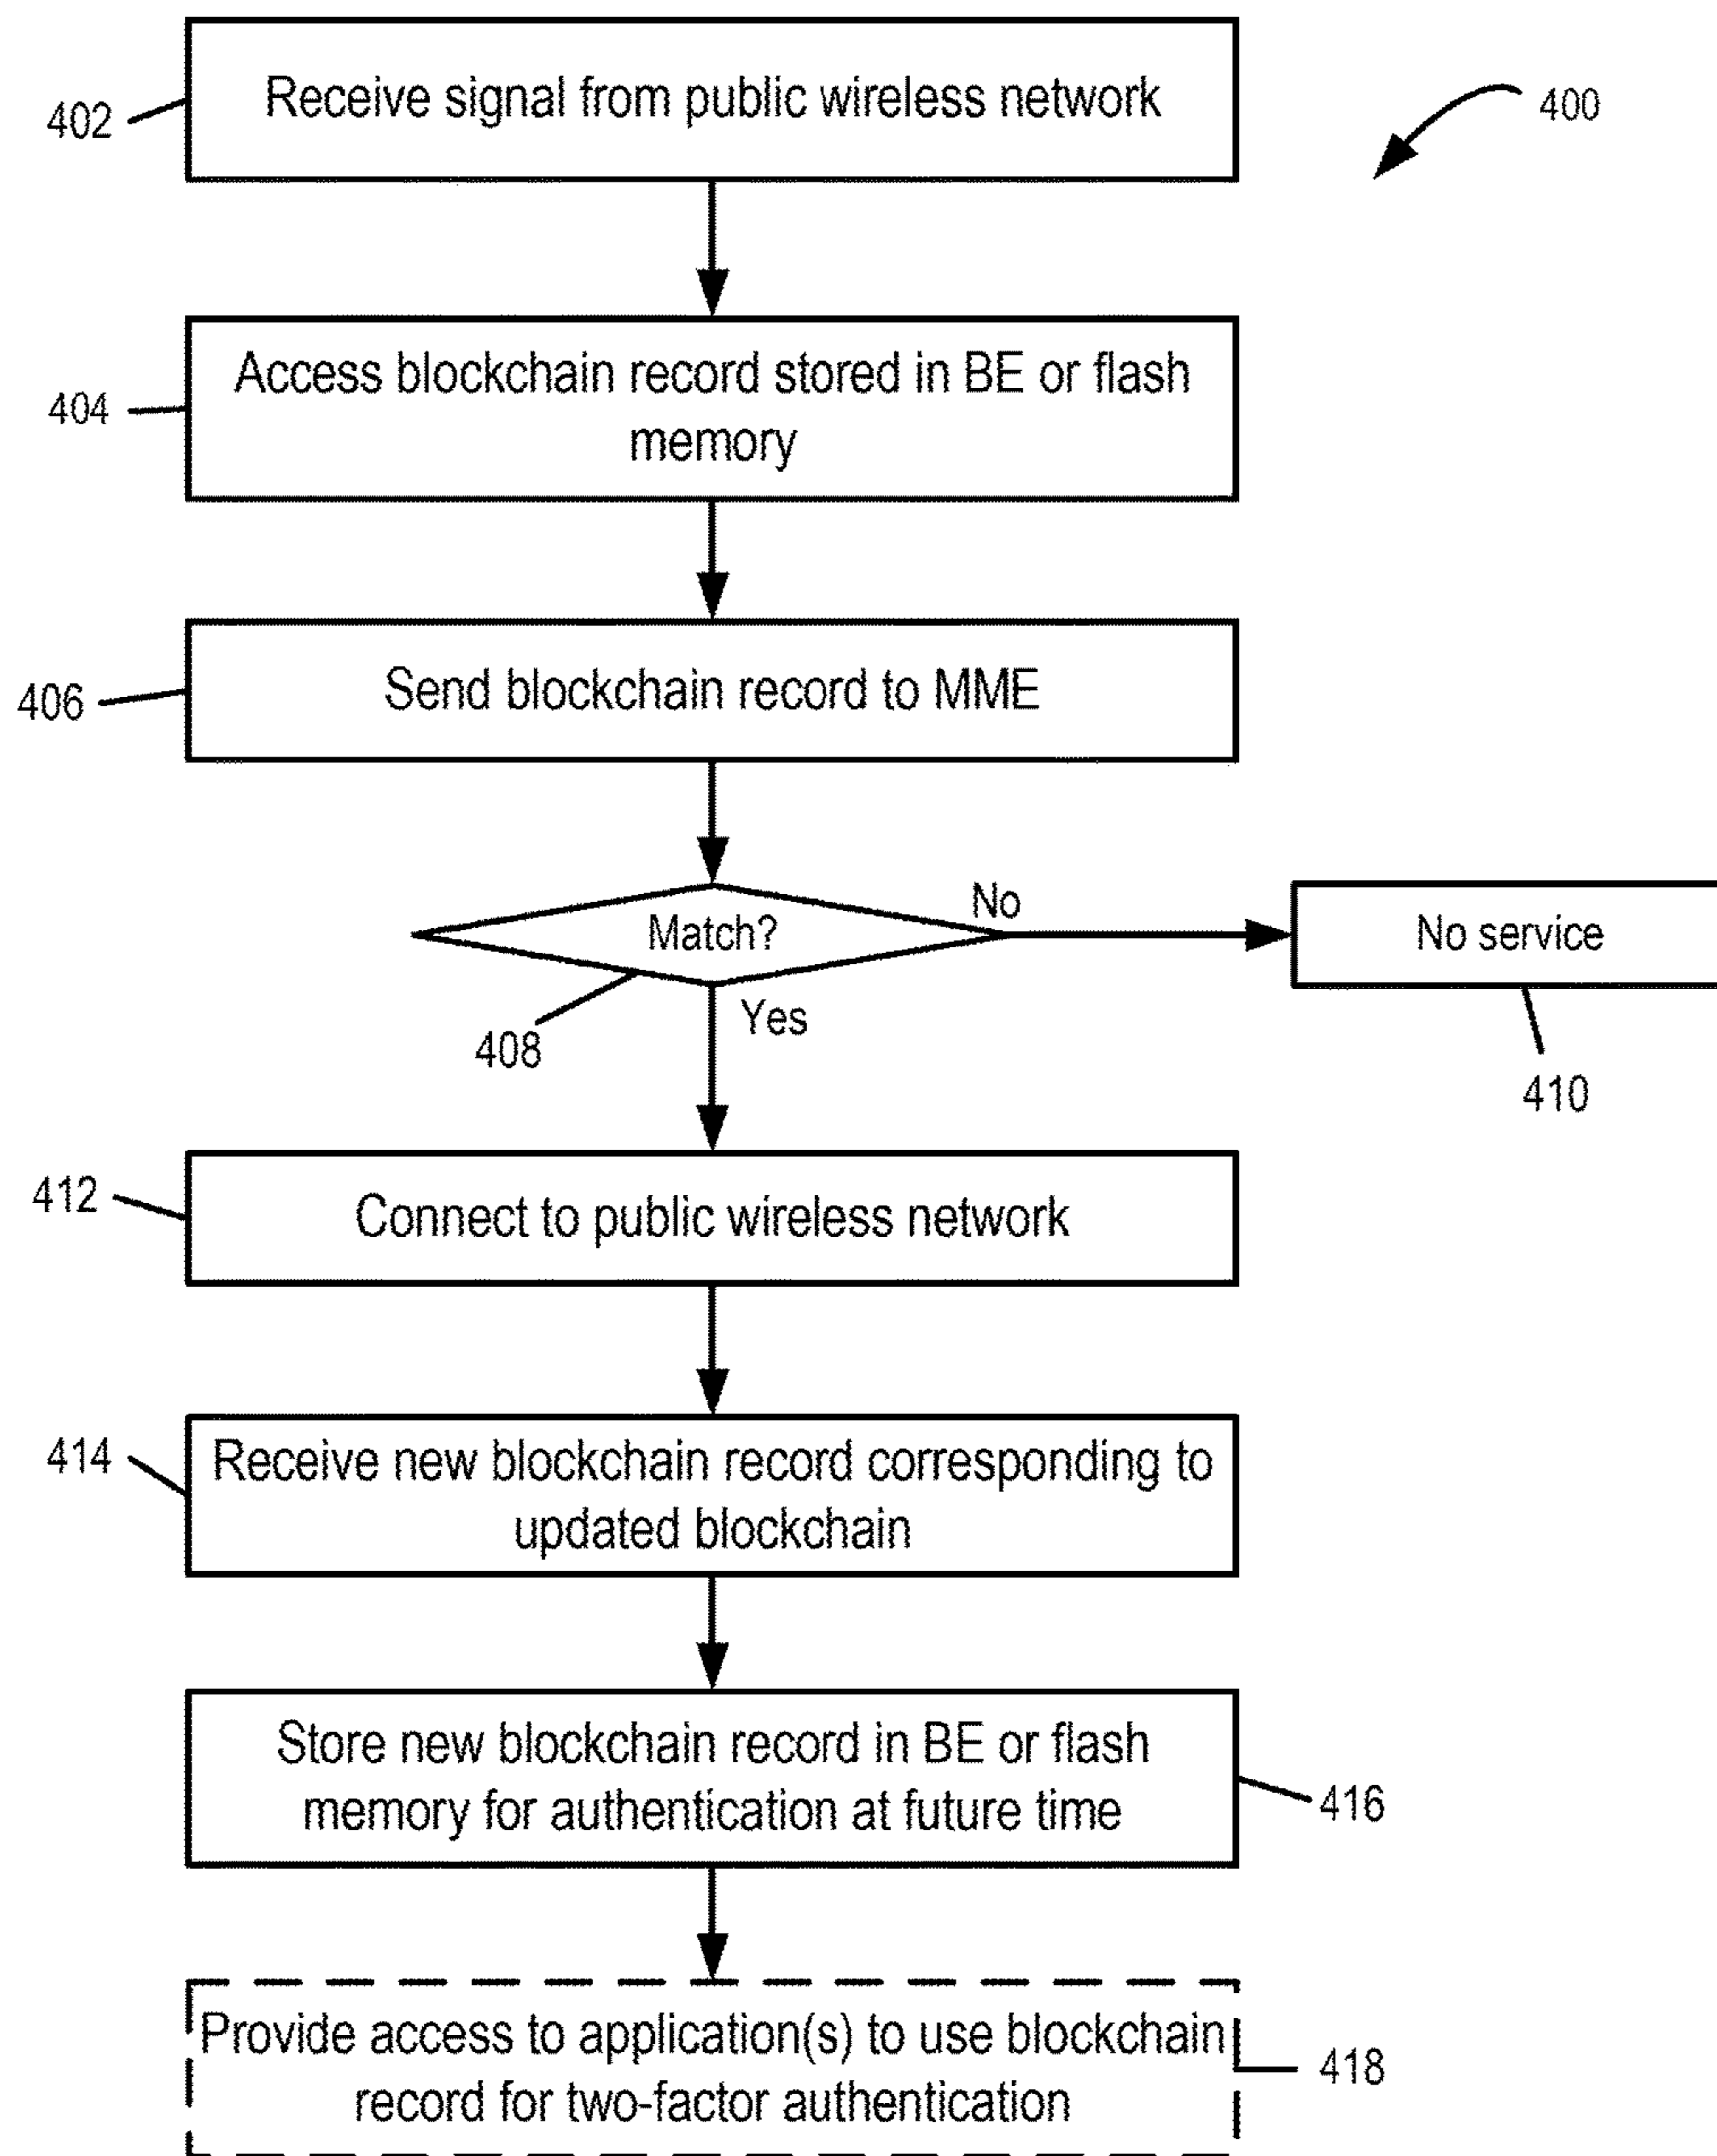 Receive signal from public wireless network
402
400
Access blockchain record stored in BE or flash
memory
404
Send blockchain record to MME
406
Match?
No
No service
408
Yes
410
Connect to public wireless network
412
Receive new blockchain record corresponding to
updated blockchain
414
Store new blockchain record in BE or flash
memory for authentication at future time
416
Provide access to application(s) to use blockchain
record for two-factor authentication
418